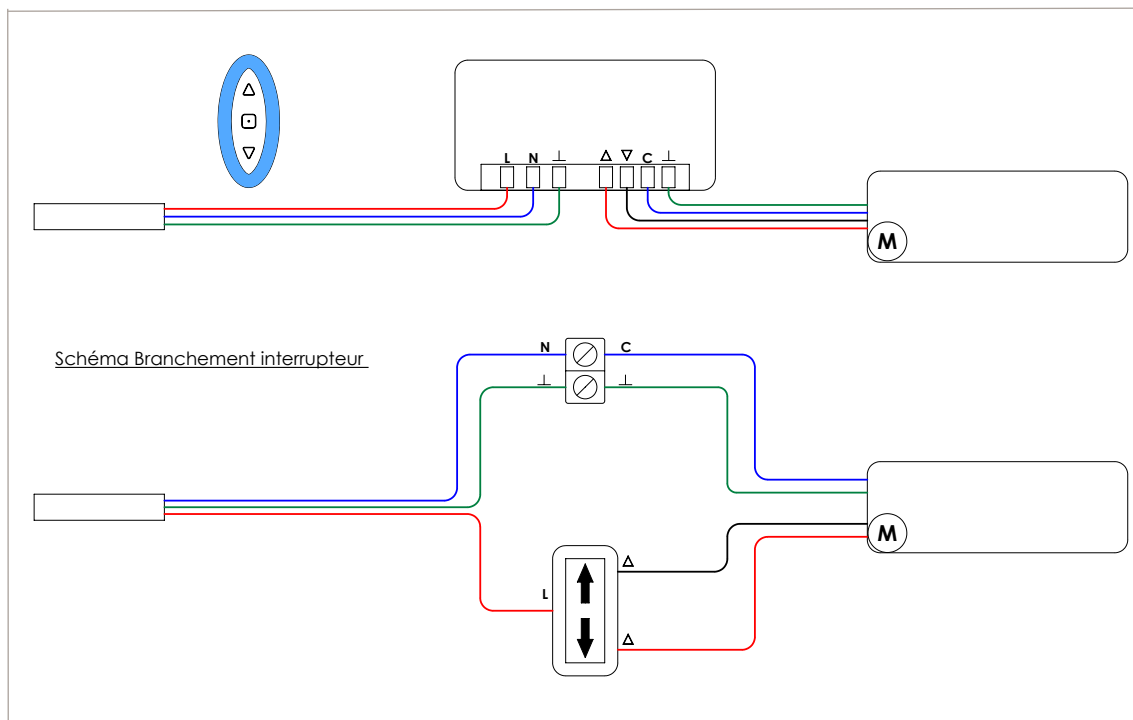 L N ⊥ △ ▽ C ⊥
M
Schéma Branchement interrupteur
N C
⊥ ⊥
M
△
L
△